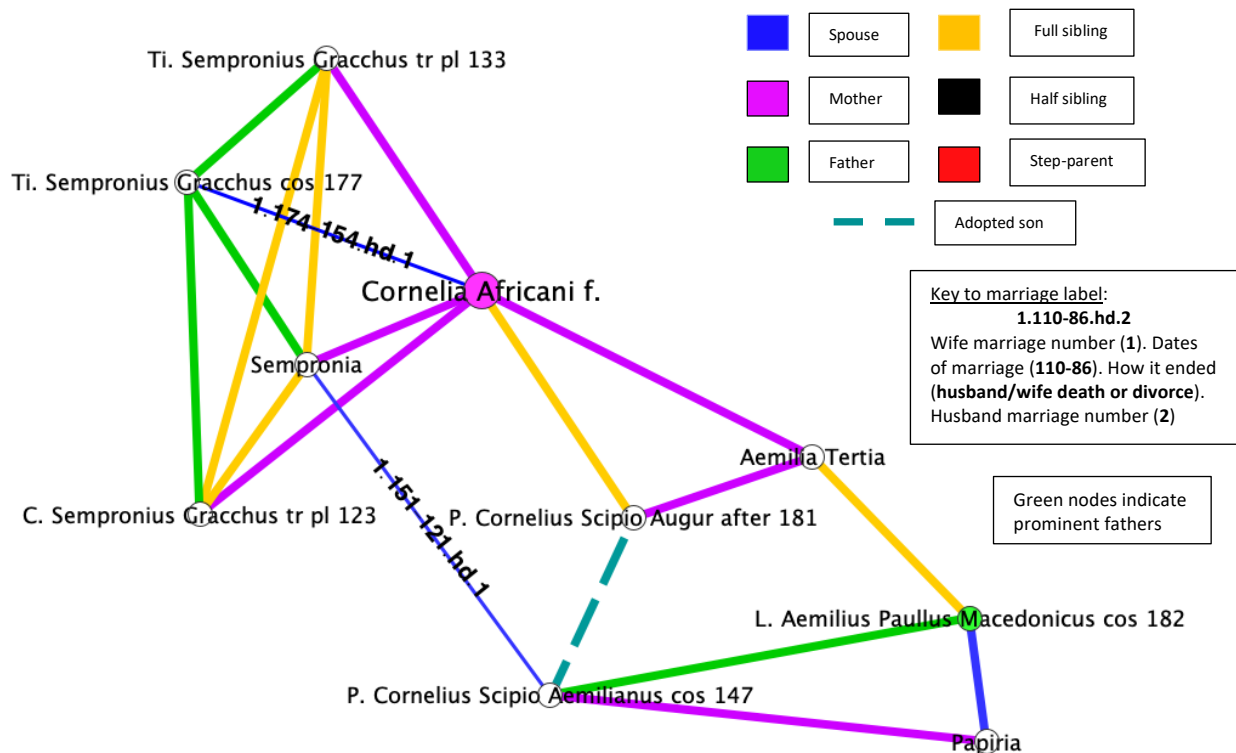 Ti. Sempronius Gracchus tr pl 133
Ti. Sempronius Gracchus cos 177
1.174-154.hd.1
Cornelia Africani f.
Sempronia
Aemilia Tertia
C. Sempronius Gracchus tr pl 123
P. Cornelius Scipio Augur after 181
1.151-121.hd.1
L. Aemilius Paullus Macedonicus cos 182
P. Cornelius Scipio Aemilianus cos 147
Papiria
Spouse
Full sibling
Mother
Half sibling
Father
Step-parent
Adopted son
Key to marriage label:
1.110-86.hd.2
Wife marriage number (1). Dates
of marriage (110-86). How it ended
(husband/wife death or divorce).
Husband marriage number (2)
Green nodes indicate
prominent fathers